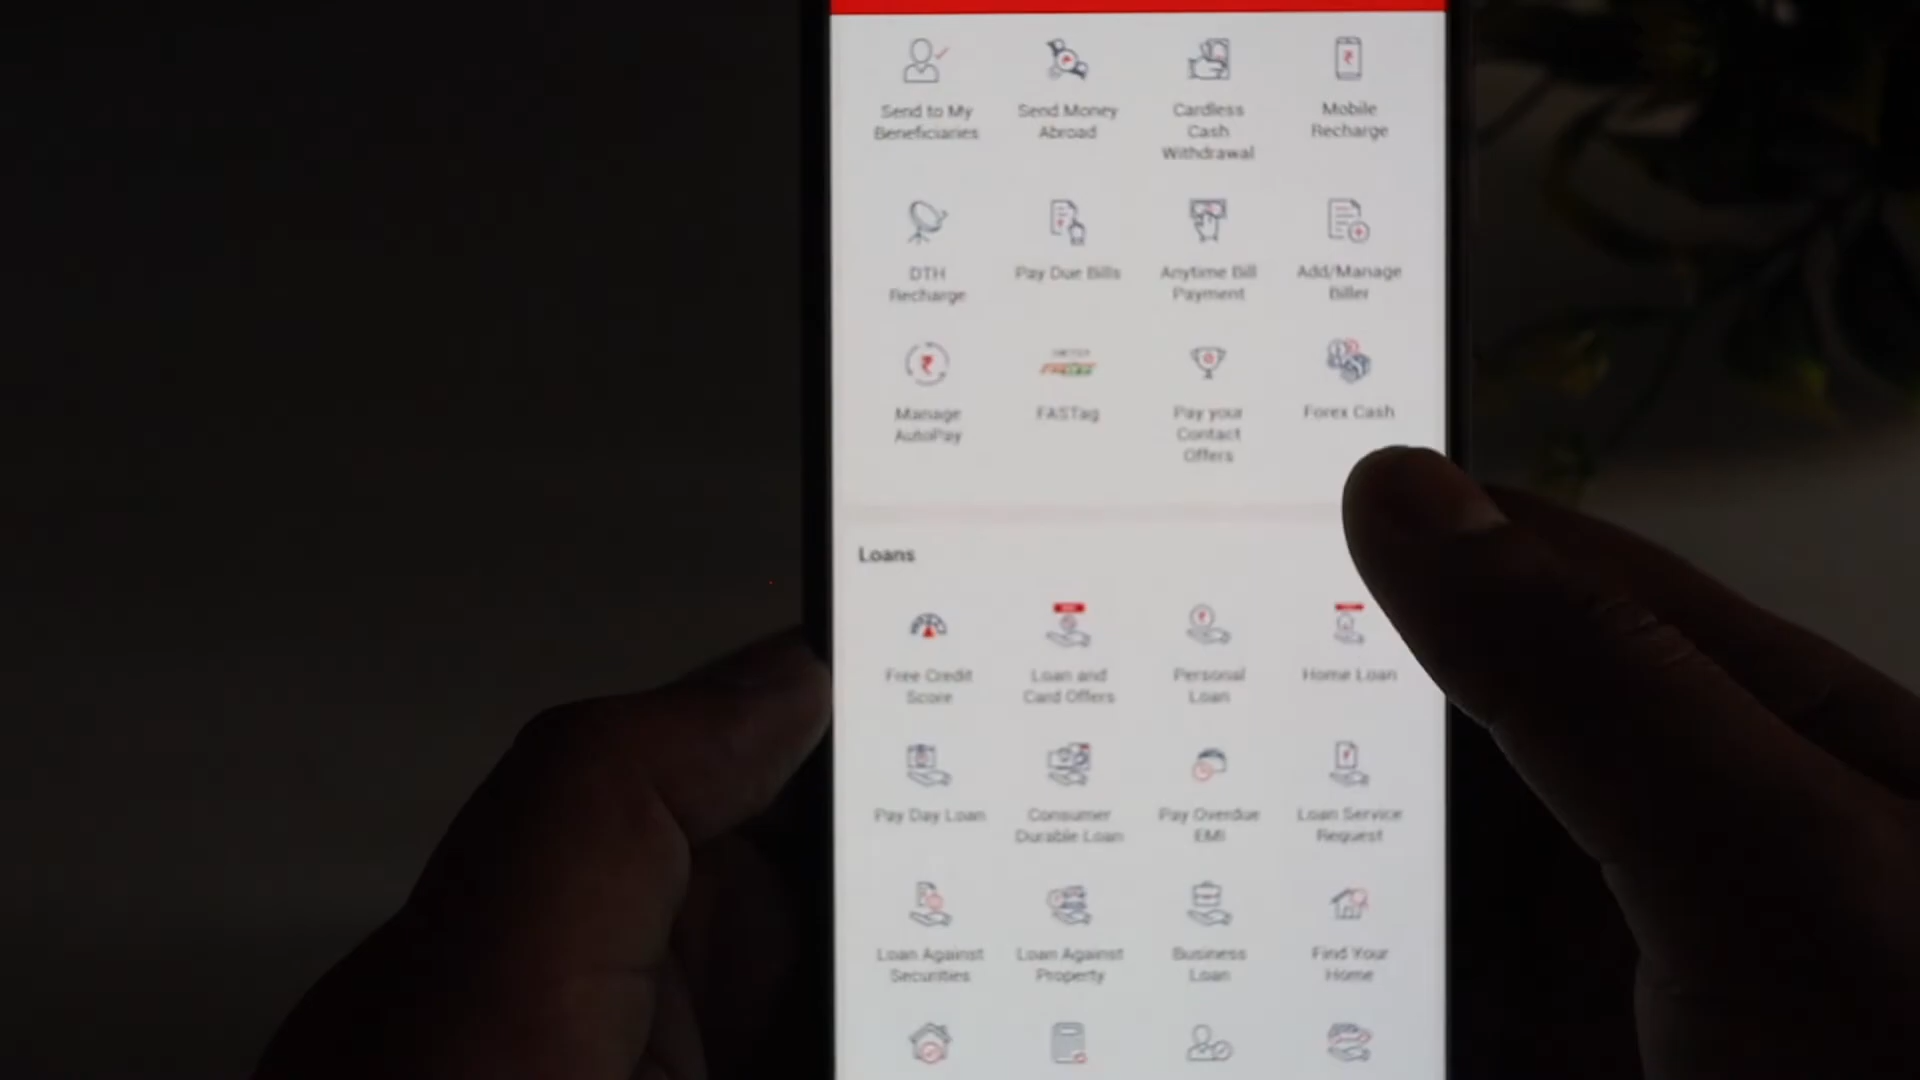 Send to My
Beneficiaries
Send Money
Abroad
Cardless
Cash
Withdrawal
Mobile
Recharge
DTH
Recharge
Pay Due Bills
Anytime Bill
Payment
Add/Manage
Biller
Manage
AutoPay
FASTag
Pay your
Contact
Offers
Forex Cash
Loans
Free Credit
Score
Loan and
Card Offers
Personal
Loan
Home Loan
Pay Day Loan
Consumer
Durable Loan
Pay Overdue
EMI
Loan Service
Request
Loan Against
Securities
Loan Against
Property
Business
Loan
Find Your
Home